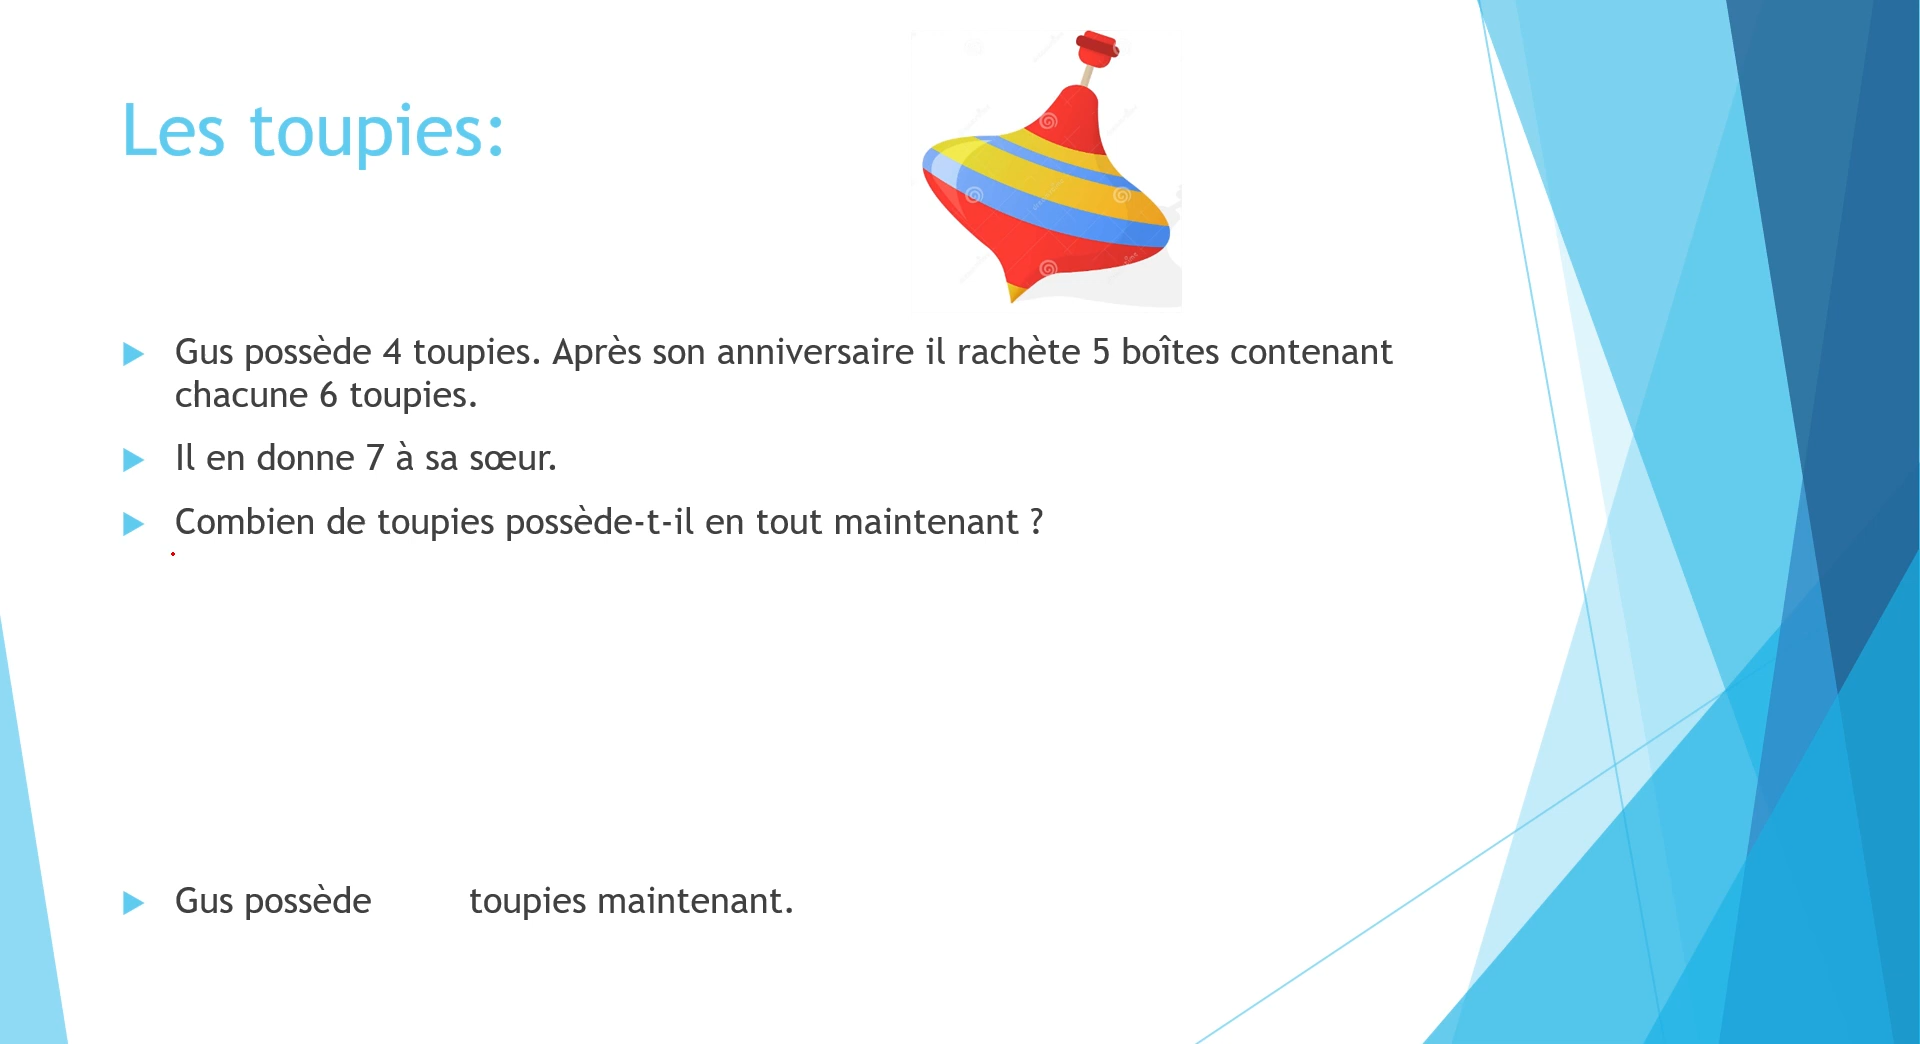 Les toupies:
Gus possède 4 toupies. Après son anniversaire il rachète 5 boîtes contenant
chacune 6 toupies.
Il en donne 7 à sa sœur.
Combien de toupies possède-t-il en tout maintenant ?
Gus possède toupies maintenant.